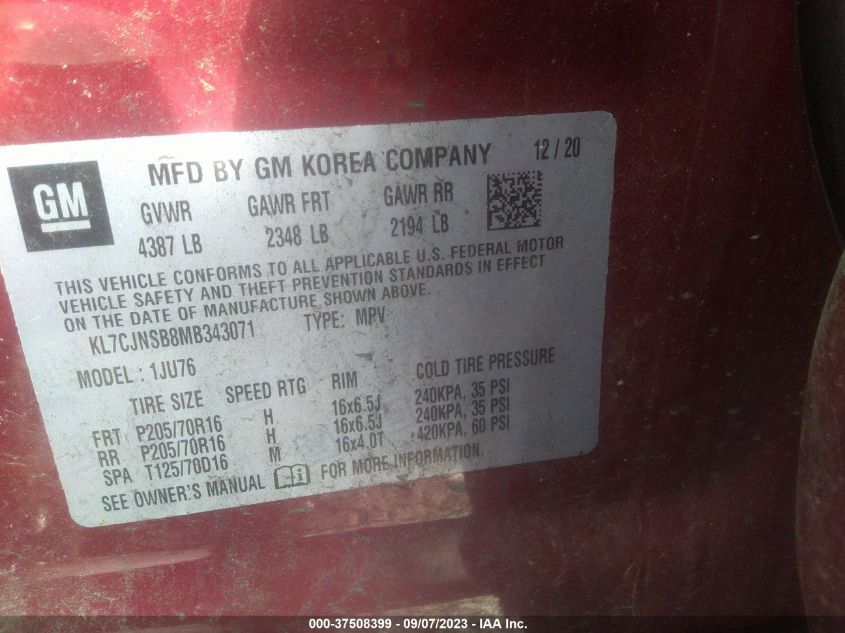 GM
MFD BY GM KOREA COMPANY 12 / 20
GVWR GAWR FRT GAWR RR
4387 LB 2348 LB 2194 LB
THIS VEHICLE CONFORMS TO ALL APPLICABLE U.S. FEDERAL MOTOR
VEHICLE SAFETY AND THEFT PREVENTION STANDARDS IN EFFECT
ON THE DATE OF MANUFACTURE SHOWN ABOVE.
KL7CJNSB8MB343071 TYPE: MPV
MODEL: 1JU76
TIRE SIZE SPEED RTG RIM COLD TIRE PRESSURE
FRT P205/70R16 H 16x6.5J 240KPA, 35 PSI
RR P205/70R16 H 16x6.5J 240KPA, 35 PSI
SPA T125/70D16 M 16x4.0T 420KPA, 60 PSI
SEE OWNER'S MANUAL FOR MORE INFORMATION.
000-37508399 - 09/07/2023 - IAA Inc.